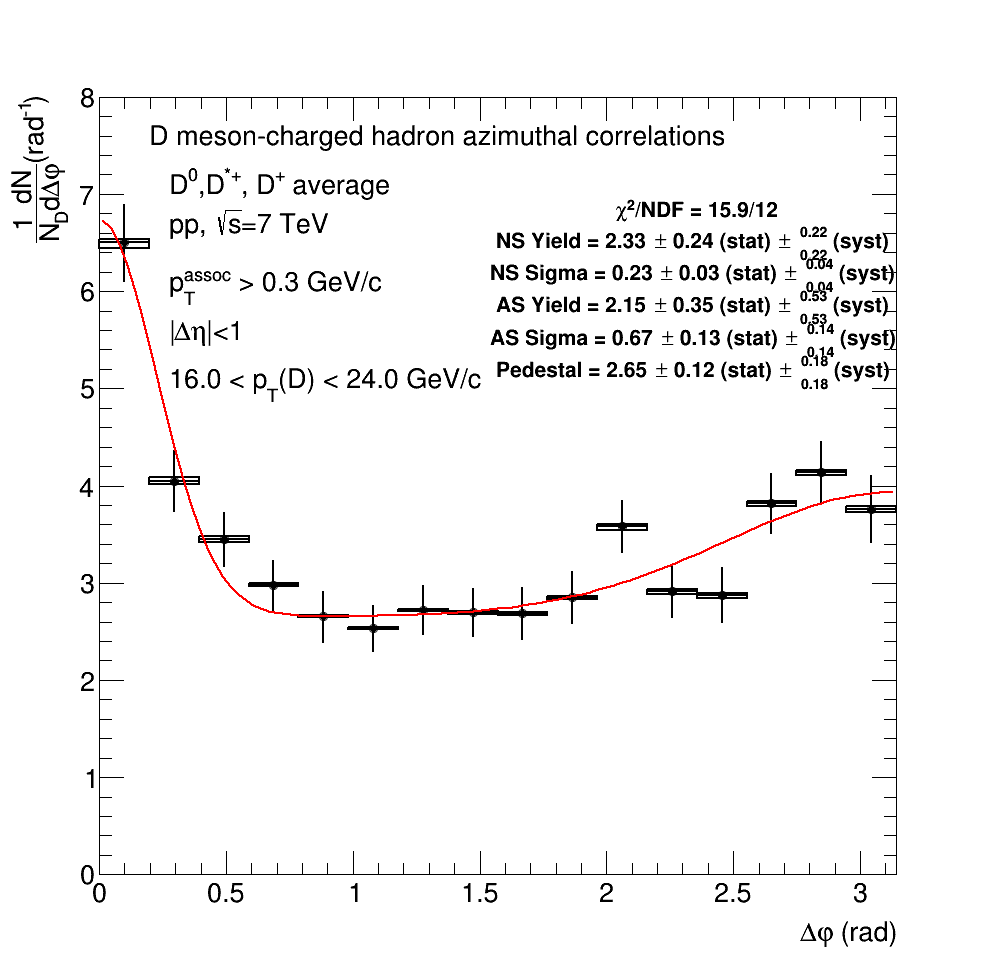 1 dN
N_D dΔφ (rad⁻¹)
8
7
6
5
4
3
2
1
0
D meson-charged hadron azimuthal correlations
D⁰,D*⁺, D⁺ average
pp, √s=7 TeV
p_T^assoc > 0.3 GeV/c
|Δη|<1
16.0 < p_T(D) < 24.0 GeV/c
χ²/NDF = 15.9/12
NS Yield = 2.33 ± 0.24 (stat) ± 0.22 0.22 (syst)
NS Sigma = 0.23 ± 0.03 (stat) ± 0.04 0.04 (syst)
AS Yield = 2.15 ± 0.35 (stat) ± 0.53 0.53 (syst)
AS Sigma = 0.67 ± 0.13 (stat) ± 0.14 0.14 (syst)
Pedestal = 2.65 ± 0.12 (stat) ± 0.18 0.18 (syst)
0 0.5 1 1.5 2 2.5 3
Δφ (rad)